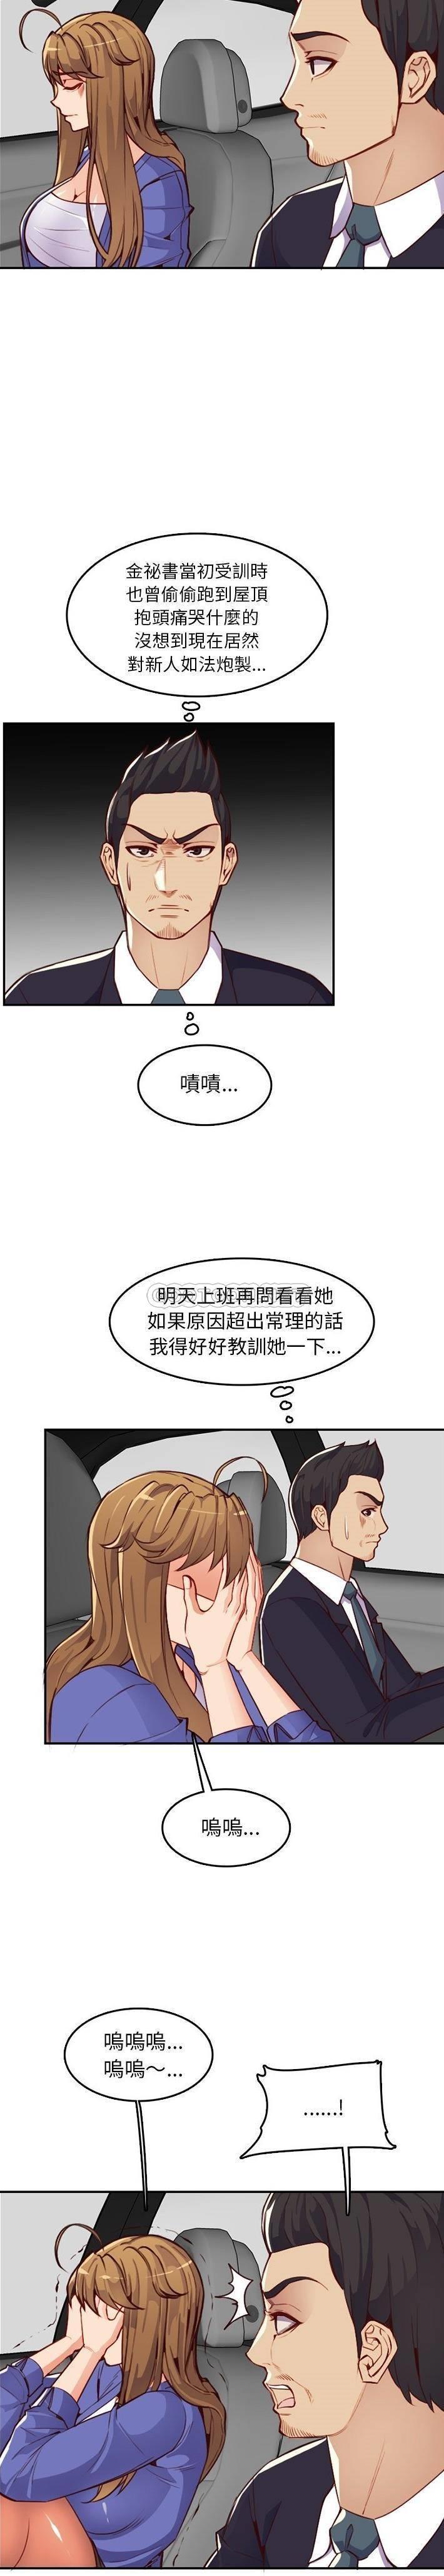 金祕書當初受訓時
也曾偷偷跑到屋頂
抱頭痛哭什麼的
沒想到現在居然
對新人如法炮製...
嘖嘖...
明天上班再問看看她
如果原因超出常理的話
我得好好教訓她一下...
嗚嗚...
嗚嗚嗚...
嗚嗚～...
......!